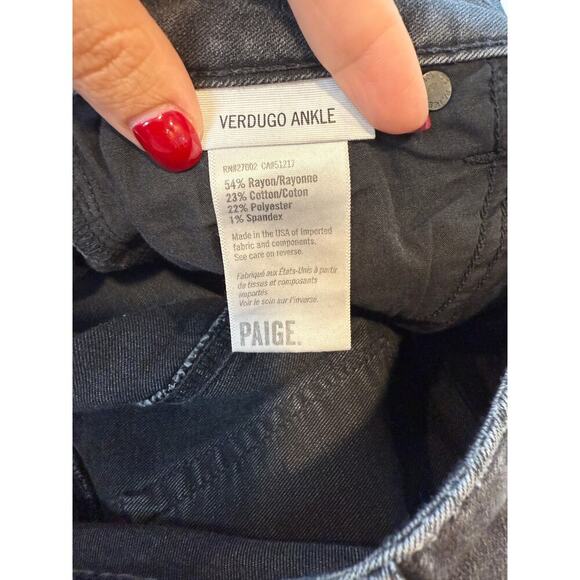 VERDUGO ANKLE
RN#27002 CA#51217
54% Rayon/Rayonne
23% Cotton/Coton
22% Polyester
1% Spandex
Made in the USA of Imported
fabric and components.
See care on reverse.
Fabriqué aux États-Unis à partir
de tissus et composants
importés
Voir le soin sur l'inverse.
PAIGE.